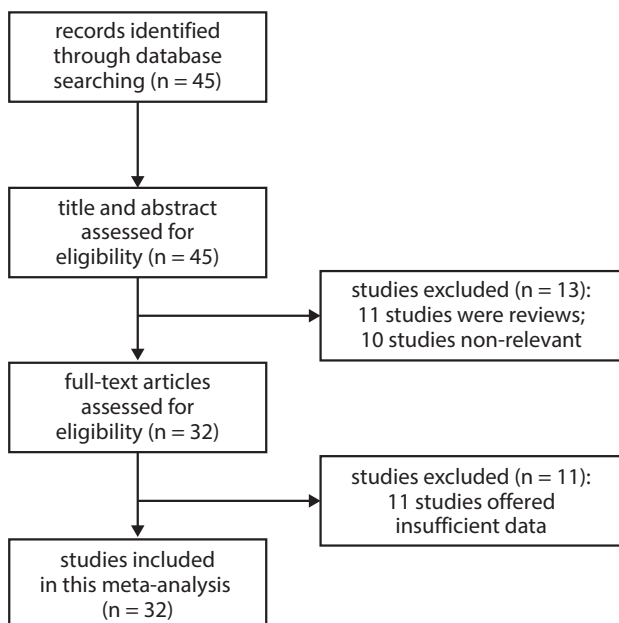 records identified
through database
searching (n = 45)
title and abstract
assessed for
eligibility (n = 45)
studies excluded (n = 13):
11 studies were reviews;
10 studies non-relevant
full-text articles
assessed for
eligibility (n = 32)
studies excluded (n = 11):
11 studies offered
insufficient data
studies included
in this meta-analysis
(n = 32)